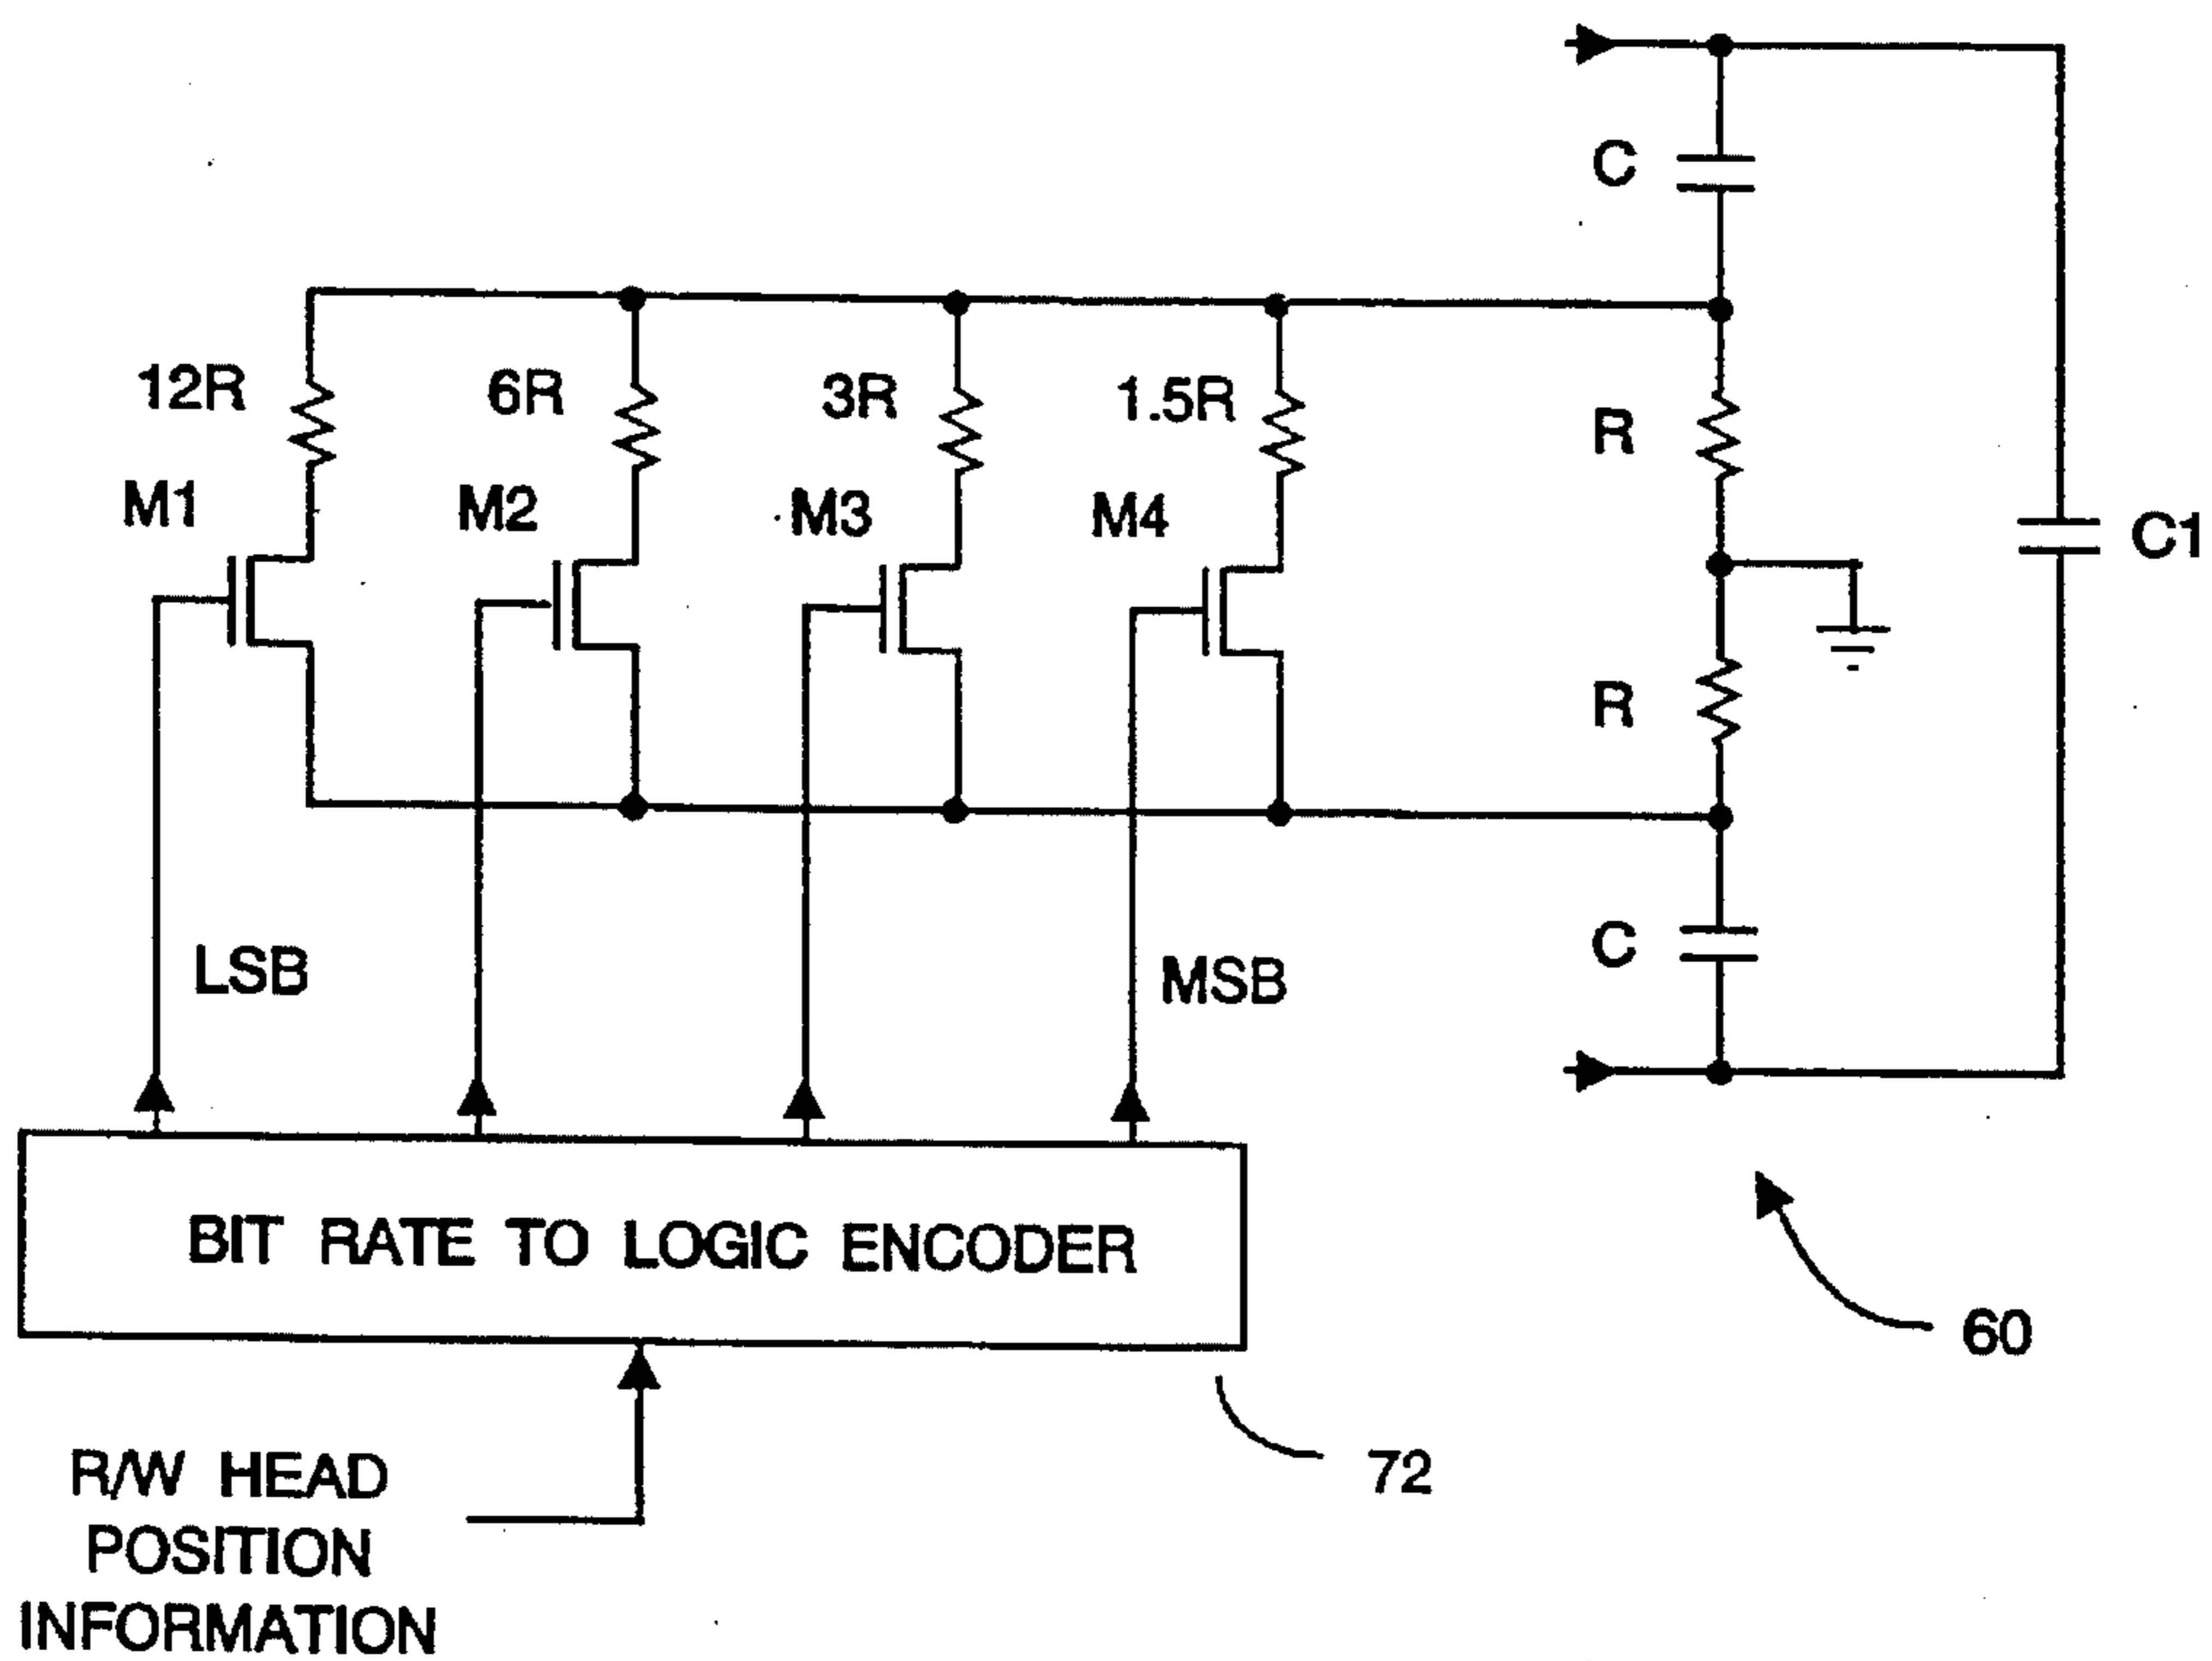 C
12R
6R
3R
1.5R
R
M1
M2
M3
M4
C1
R
LSB
MSB
C
BIT RATE TO LOGIC ENCODER
60
72
R/W HEAD
POSITION
INFORMATION